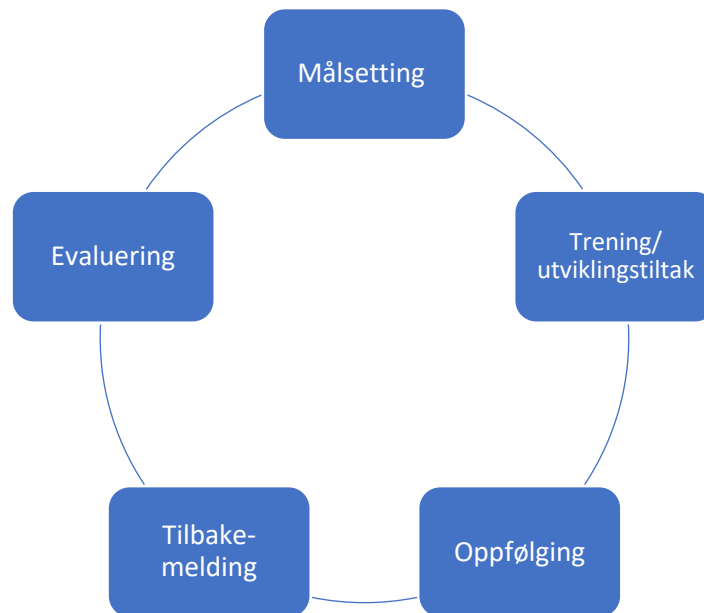 Målsetting
Trening/
utviklingstiltak
Oppfølging
Tilbake-
melding
Evaluering